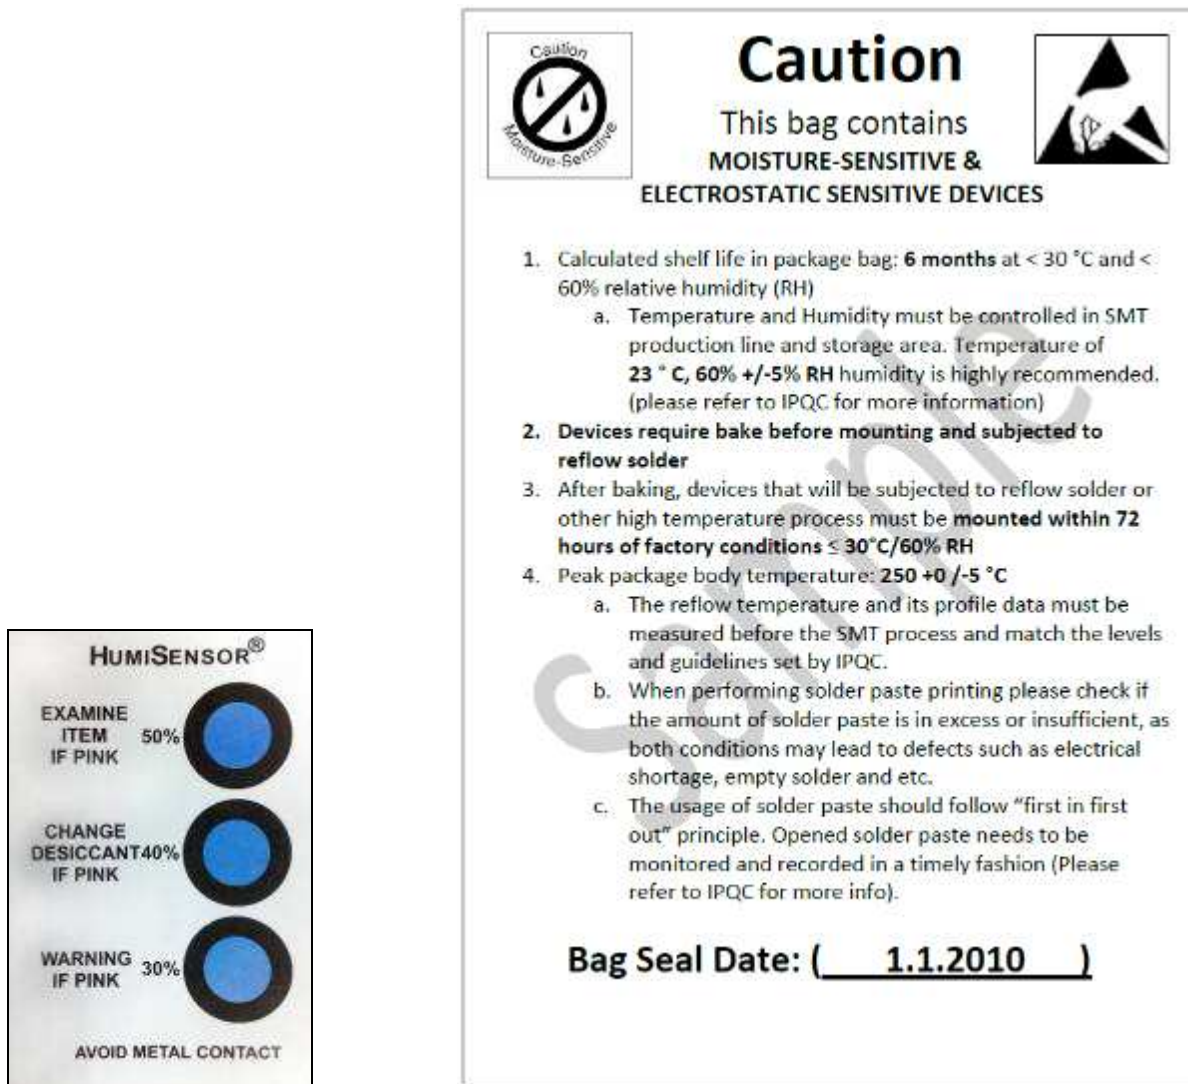 HUMISENSOR®
EXAMINE
ITEM 50%
IF PINK
CHANGE
DESICCANT 40%
IF PINK
WARNING 30%
IF PINK
AVOID METAL CONTACT
Caution
Moisture-Sensitive
Caution
This bag contains
MOISTURE-SENSITIVE &
ELECTROSTATIC SENSITIVE DEVICES
1. Calculated shelf life in package bag: 6 months at < 30 °C and <
60% relative humidity (RH)
a. Temperature and Humidity must be controlled in SMT
production line and storage area. Temperature of
23 ° C, 60% +/-5% RH humidity is highly recommended.
(please refer to IPQC for more information)
2. Devices require bake before mounting and subjected to
reflow solder
3. After baking, devices that will be subjected to reflow solder or
other high temperature process must be mounted within 72
hours of factory conditions ≤ 30°C/60% RH
4. Peak package body temperature: 250 +0 /-5 °C
a. The reflow temperature and its profile data must be
measured before the SMT process and match the levels
and guidelines set by IPQC.
b. When performing solder paste printing please check if
the amount of solder paste is in excess or insufficient, as
both conditions may lead to defects such as electrical
shortage, empty solder and etc.
c. The usage of solder paste should follow “first in first
out” principle. Opened solder paste needs to be
monitored and recorded in a timely fashion (Please
refer to IPQC for more info).
Bag Seal Date: ( 1.1.2010 )
Sample